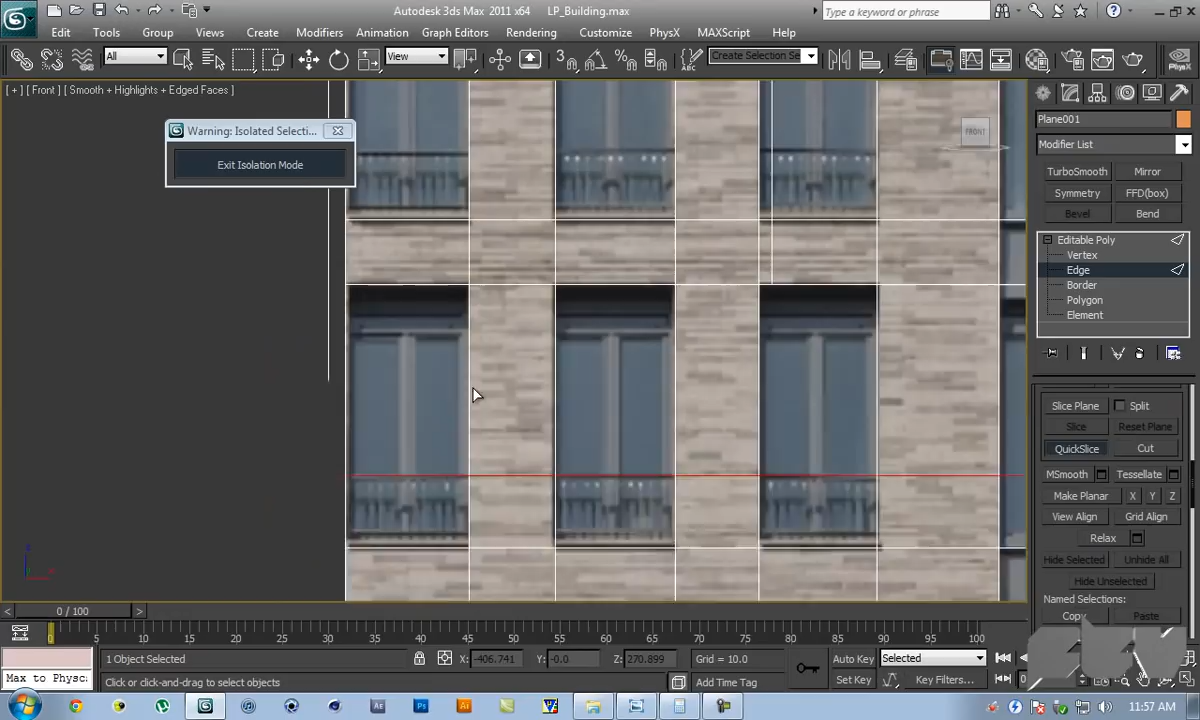 Autodesk 3ds Max 2011 x64 LP_Building.max
Type a keyword or phrase
Edit Tools Group Views Create Modifiers Animation Graph Editors Rendering Customize PhysX MAXScript Help
All View Create Selection Se PhysX
[ + ] [ Front ] [ Smooth + Highlights + Edged Faces ]
Warning: Isolated Selecti...
Exit Isolation Mode
FRONT
Plane001
Modifier List
TurboSmooth Mirror
Symmetry FFD(box)
Bevel Bend
Editable Poly
Vertex
Edge
Border
Polygon
Element
Slice Plane Split
Slice Reset Plane
QuickSlice Cut
MSmooth Tessellate
Make Planar X Y Z
View Align Grid Align
Relax
Hide Selected Unhide All
Hide Unselected
Named Selections:
Copy Paste
0 / 100
0 5 10 15 20 25 30 35 40 45 50 55 60 65 70 75 80 85 90 95 100
1 Object Selected X: -406.741 Y: -0.0 Z: 270.899 Grid = 10.0 Auto Key Selected
Max to Physc
Click or click-and-drag to select objects Add Time Tag Set Key Key Filters...
Ae Ps Ai
11:57 AM